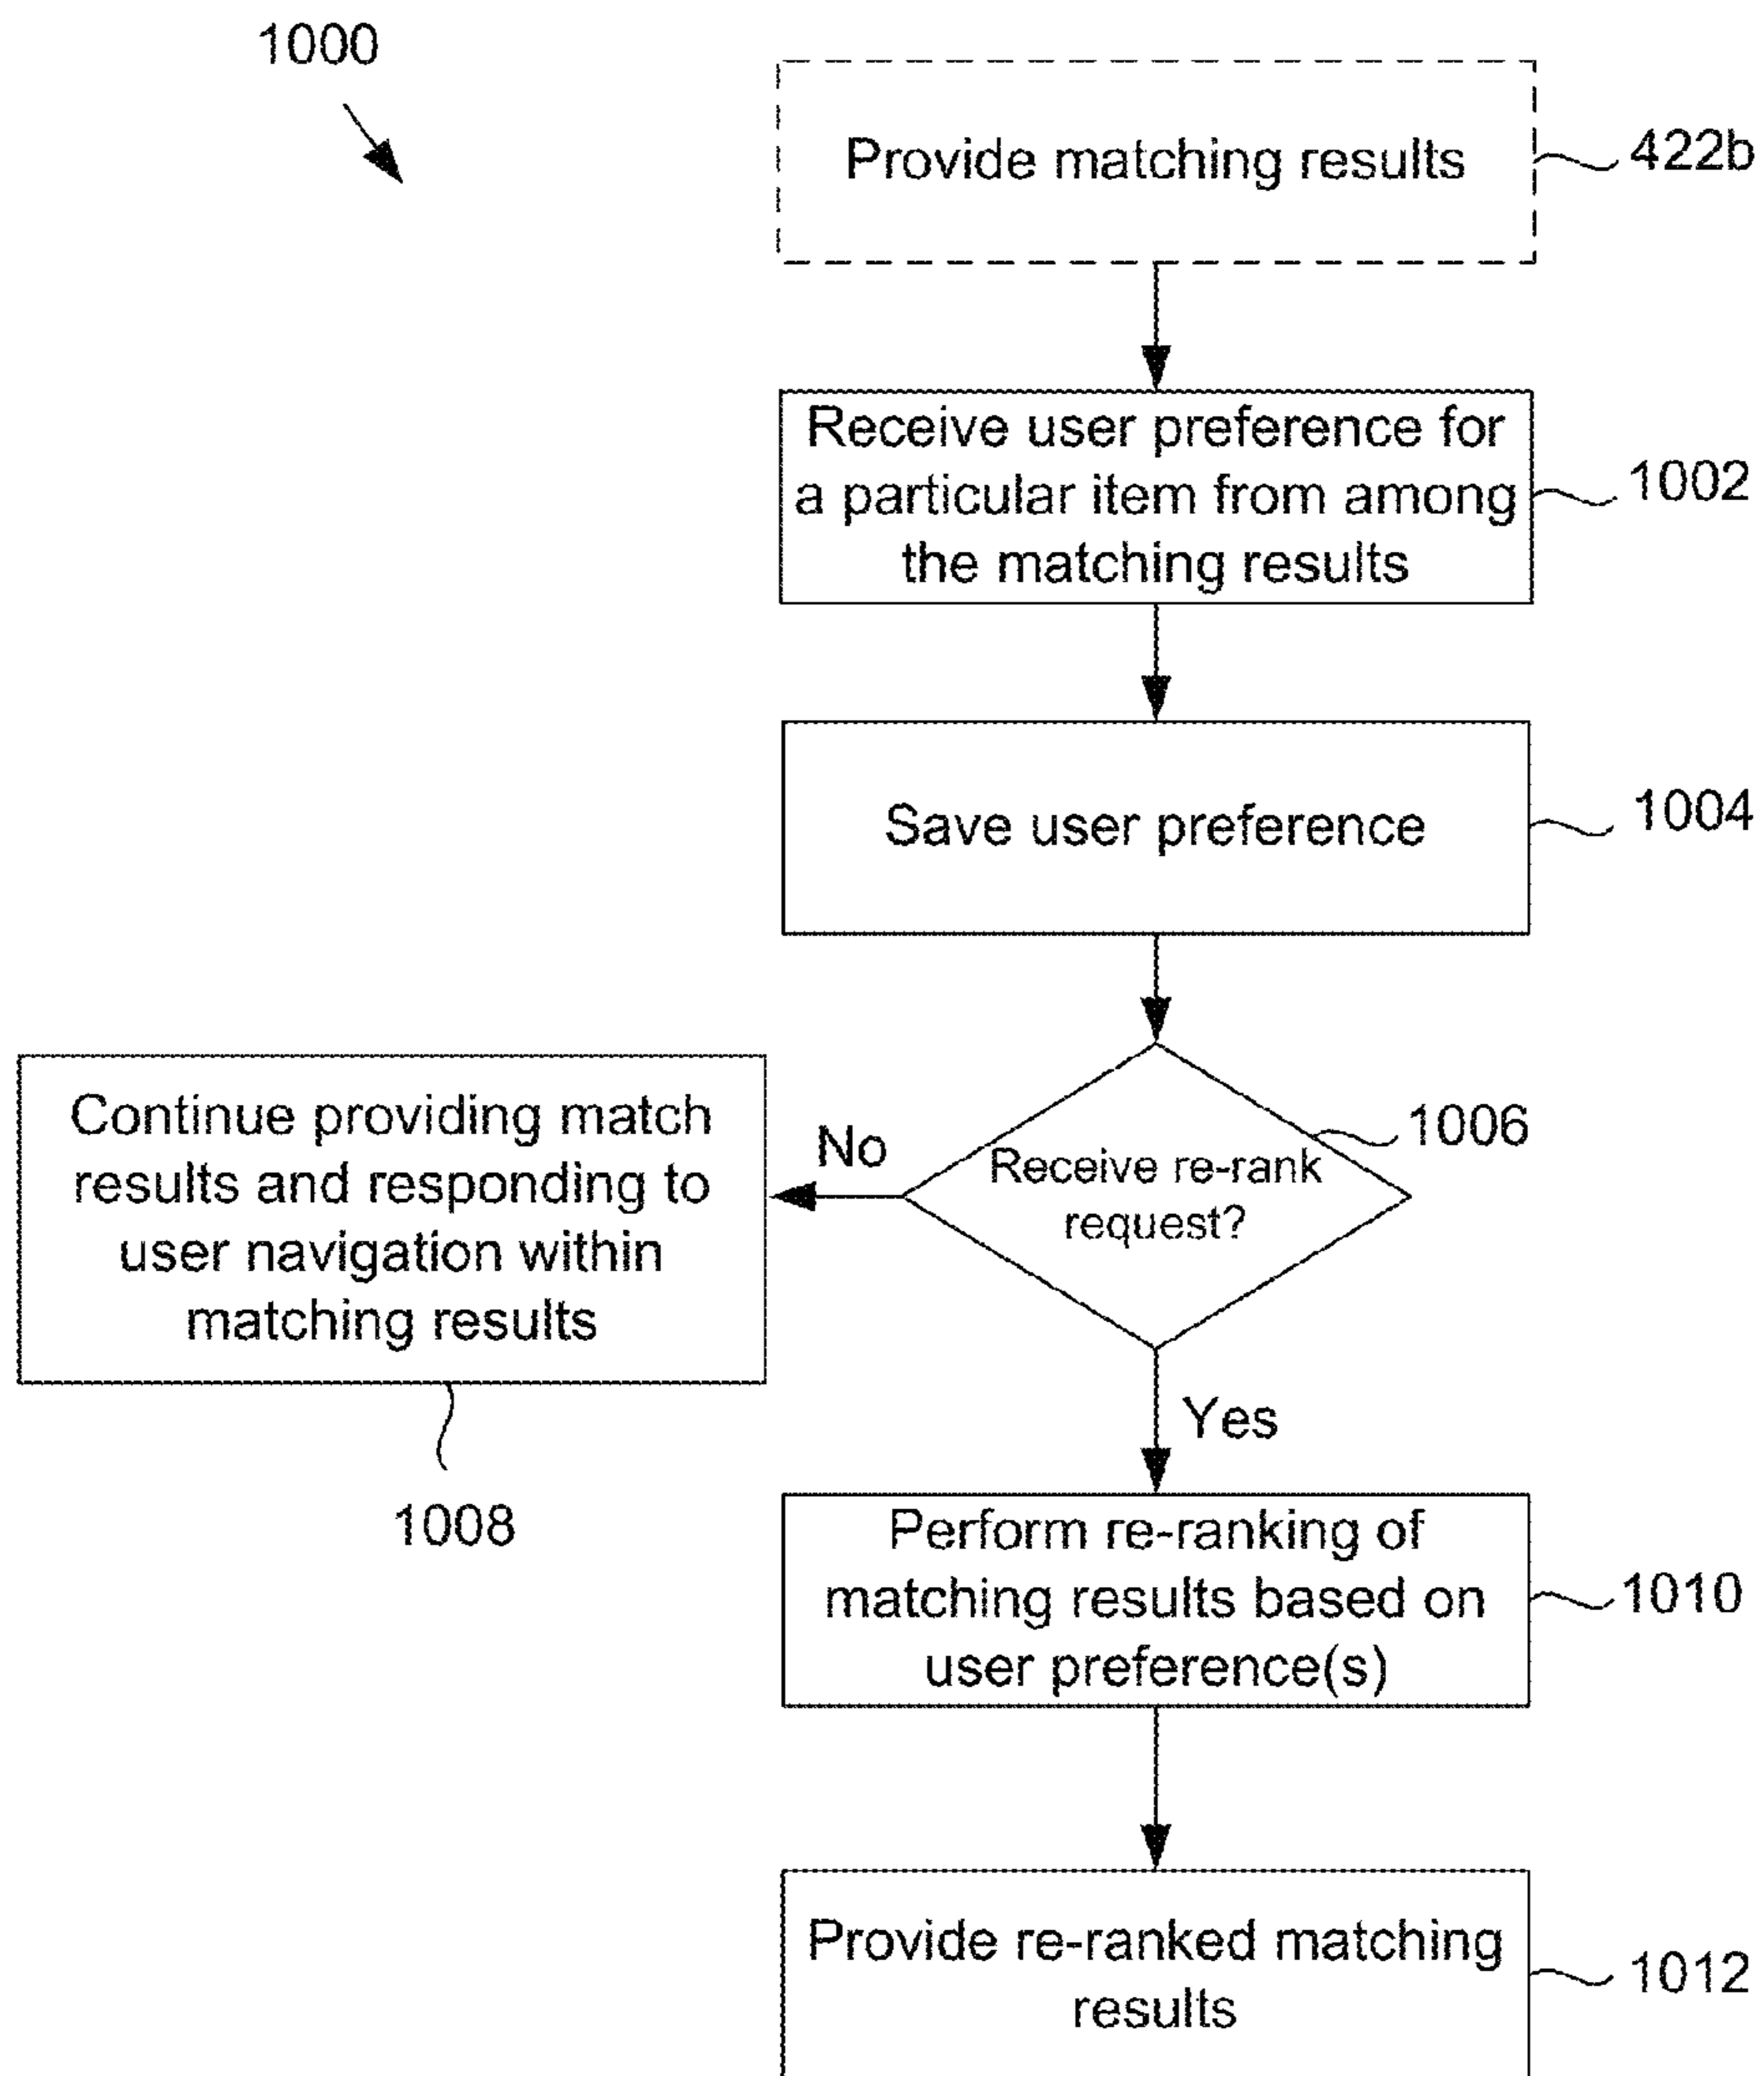 1000
Provide matching results
422b
Receive user preference for
a particular item from among
the matching results
1002
Save user preference
1004
Receive re-rank
request?
1006
No
Continue providing match
results and responding to
user navigation within
matching results
1008
Yes
Perform re-ranking of
matching results based on
user preference(s)
1010
Provide re-ranked matching
results
1012